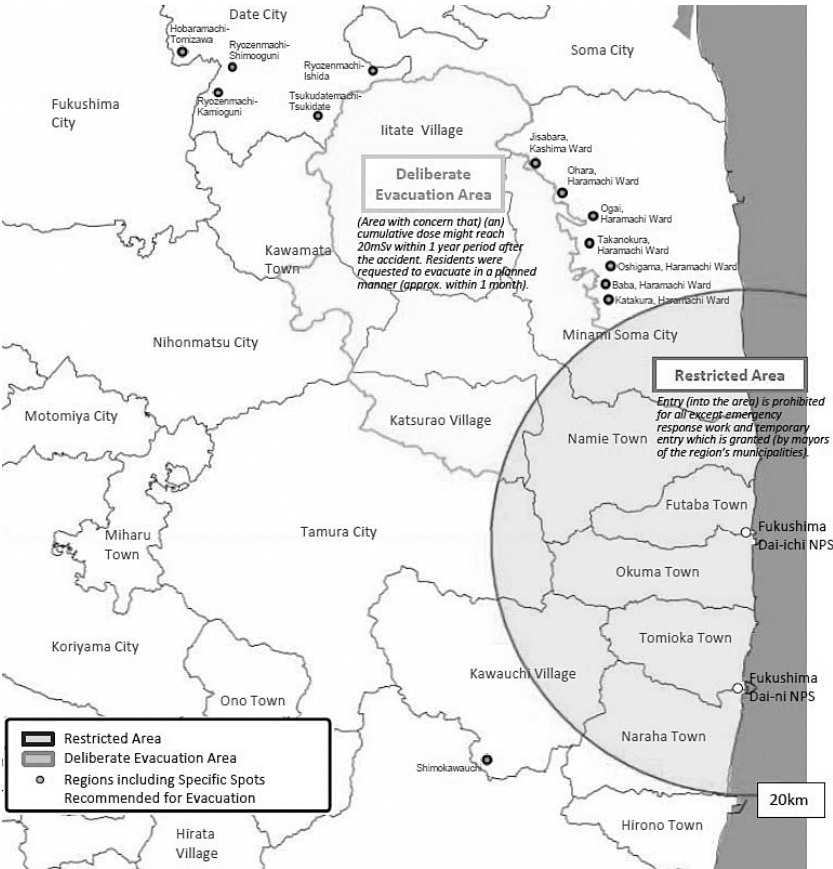 Date City
Hobaramachi-
Tomizawa
Ryozenmachi-
Shimooguni
Ryozenmachi-
Ishida
Soma City
Fukushima
City
Ryozenmachi-
Kamioguni
Tsukudatemachi-
Tsukidate
Iitate Village
Jisabara,
Kashima Ward
Deliberate
Evacuation Area
Ohara,
Haramachi Ward
(Area with concern that) (an)
cumulative dose might reach
20mSv within 1 year period after
the accident. Residents were
requested to evacuate in a planned
manner (approx. within 1 month).
Ogai,
Haramachi Ward
Takanokura,
Haramachi Ward
Oshigama, Haramachi Ward
Baba, Haramachi Ward
Katakura, Haramachi Ward
Kawamata
Town
Nihonmatsu City
Minami Soma City
Restricted Area
Entry (into the area) is prohibited
for all except emergency
response work and temporary
entry which is granted (by mayors
of the region's municipalities).
Motomiya City
Katsurao Village
Namie Town
Futaba Town
Fukushima
Dai-ichi NPS
Miharu
Town
Tamura City
Okuma Town
Koriyama City
Tomioka Town
Kawauchi Village
Fukushima
Dai-ni NPS
Ono Town
Naraha Town
Restricted Area
Deliberate Evacuation Area
Regions including Specific Spots
Recommended for Evacuation
Shimokawauchi
20km
Hirono Town
Hirata
Village